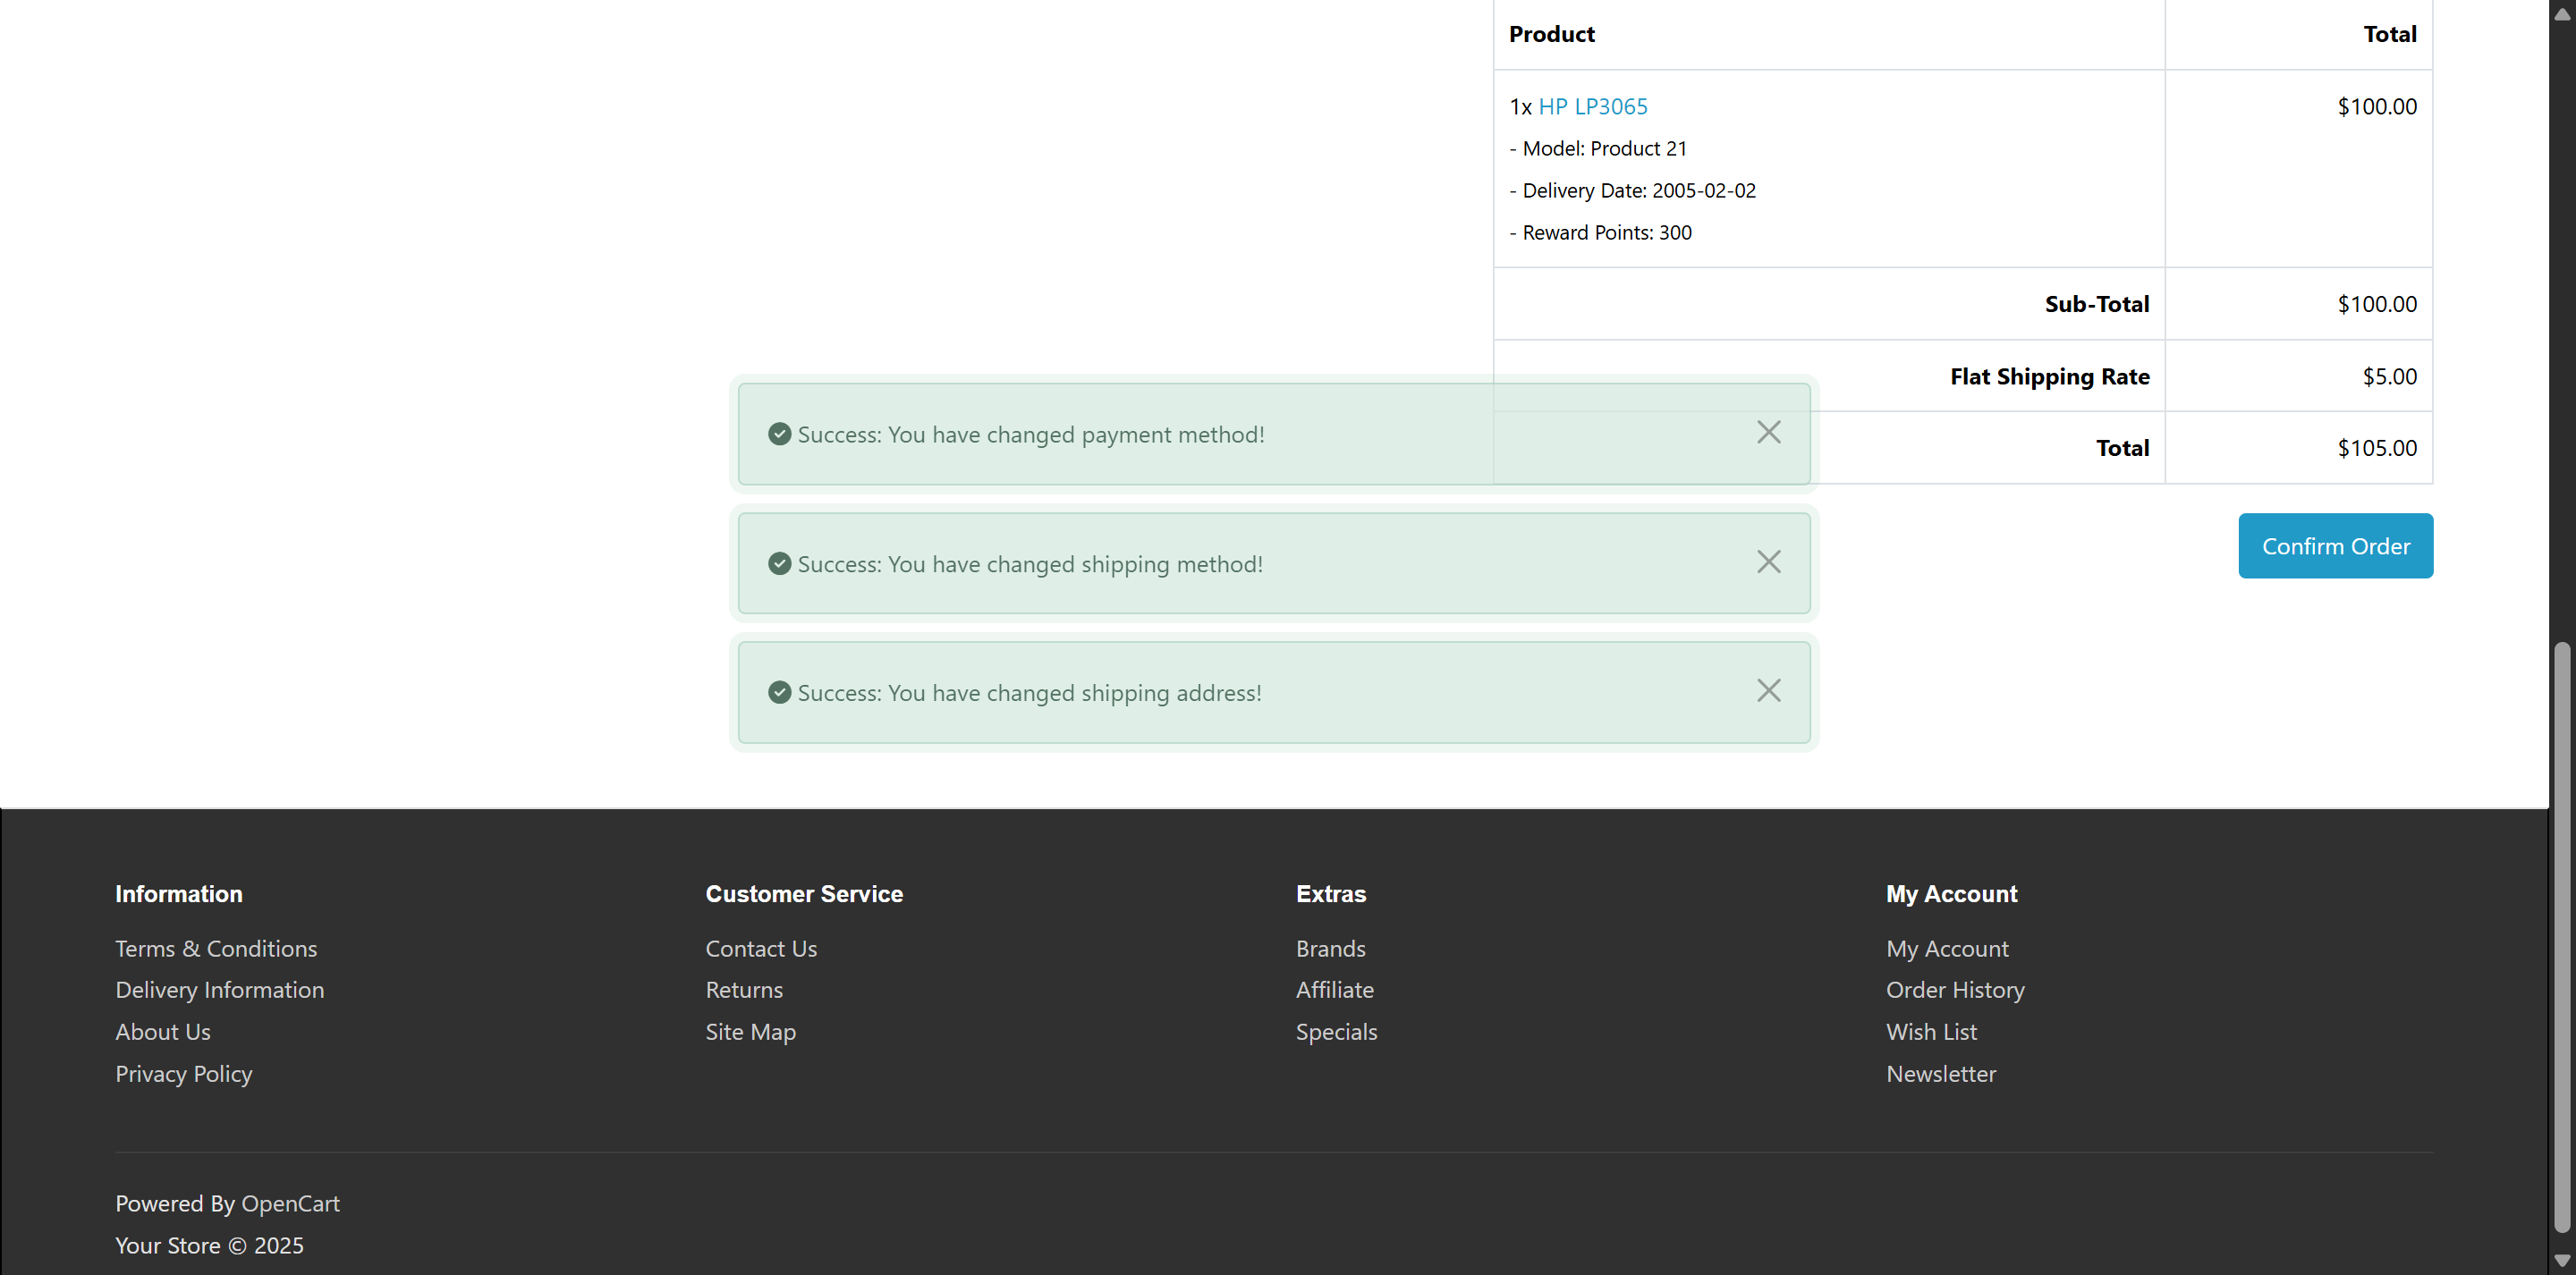 Product Total
1x HP LP3065 $100.00
- Model: Product 21
- Delivery Date: 2005-02-02
- Reward Points: 300
Sub-Total $100.00
Flat Shipping Rate $5.00
Total $105.00
Success: You have changed payment method!
Success: You have changed shipping method!
Success: You have changed shipping address!
Confirm Order
Information
Terms & Conditions
Delivery Information
About Us
Privacy Policy
Customer Service
Contact Us
Returns
Site Map
Extras
Brands
Affiliate
Specials
My Account
My Account
Order History
Wish List
Newsletter
Powered By OpenCart
Your Store © 2025